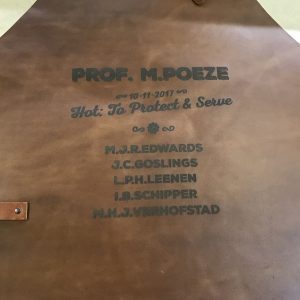 PROF. M.POEZE
10-11-2017
Hot: To Protect & Serve
M.J.R.EDWARDS
J.C.GOSLINGS
L.P.H.LEENEN
I.B.SCHIPPER
M.H.J.VERHOFSTAD